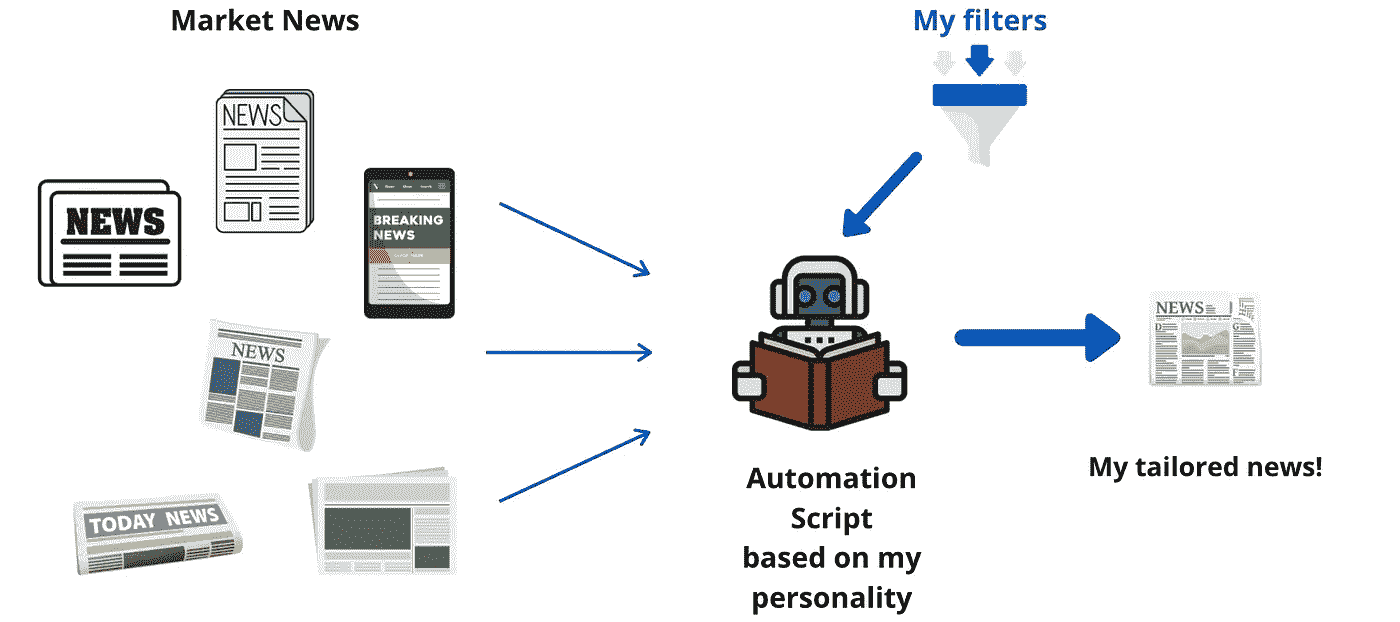 Market News
My filters
NEWS
NEWS
BREAKING
NEWS
NEWS
NEWS
D
G
TODAY NEWS
My tailored news!
Automation
Script
based on my
personality